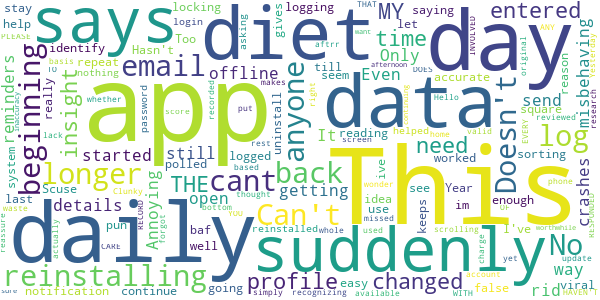 says
diet
day
app
This
data
daily
suddenly
beginning
email
offline
insight
anyone
time
MY
entered
log
Doesn't
need
longer
cant
back
THE
Can't
reinstalling
profile
changed
No
way
rid
viral
reminders
details
started
still
polled
open
getting
misbehaving
crashes
send
square
sorting
reason
accurate
Only
Even
It
reading
worked
idea
use
see
Year
im
enough
I've
false
keeps
ive
helped
seem
till
gives
asking
logging
login
locking
Too
stay
help
repeat
Hasn't
identify
really
nothing
password
score
recorded
put
uninstall
rest
logged
based
makes
saying
let
system
last
Scuse
Annoying
RECORD
forgot
baf
pun
well
going
reinstalled
whole
missed
used
easy
available
simply
recognizing
continue
notification
waste
reassure
actually
CARE
YOU
bottom
thought
Clunky
lack
basis
inaccuracy
PLEASE
whether
aftrr
INVOLVED
THAT
afternoon
want
DOES
ANY
original
Yesterday
reviewed
EVERY
research
Hello
valid
home
screen
right
wonder
phone
OF
yet
update
worthwhile
HAVEN'T
WITH
account
charge
scrolling
sure